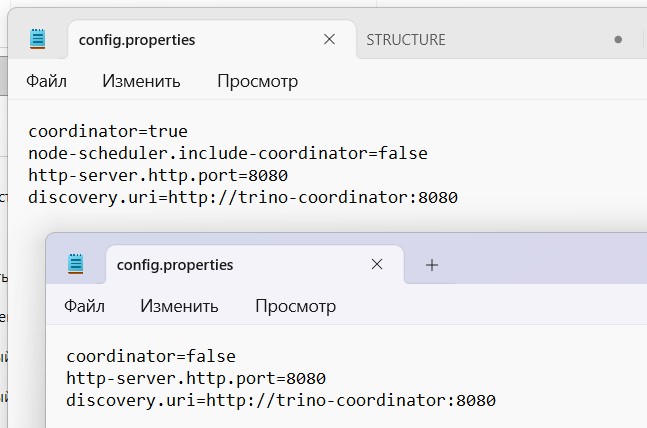 config.properties
STRUCTURE
Файл Изменить Просмотр
coordinator=true
node-scheduler.include-coordinator=false
http-server.http.port=8080
discovery.uri=http://trino-coordinator:8080
config.properties
Файл Изменить Просмотр
coordinator=false
http-server.http.port=8080
discovery.uri=http://trino-coordinator:8080